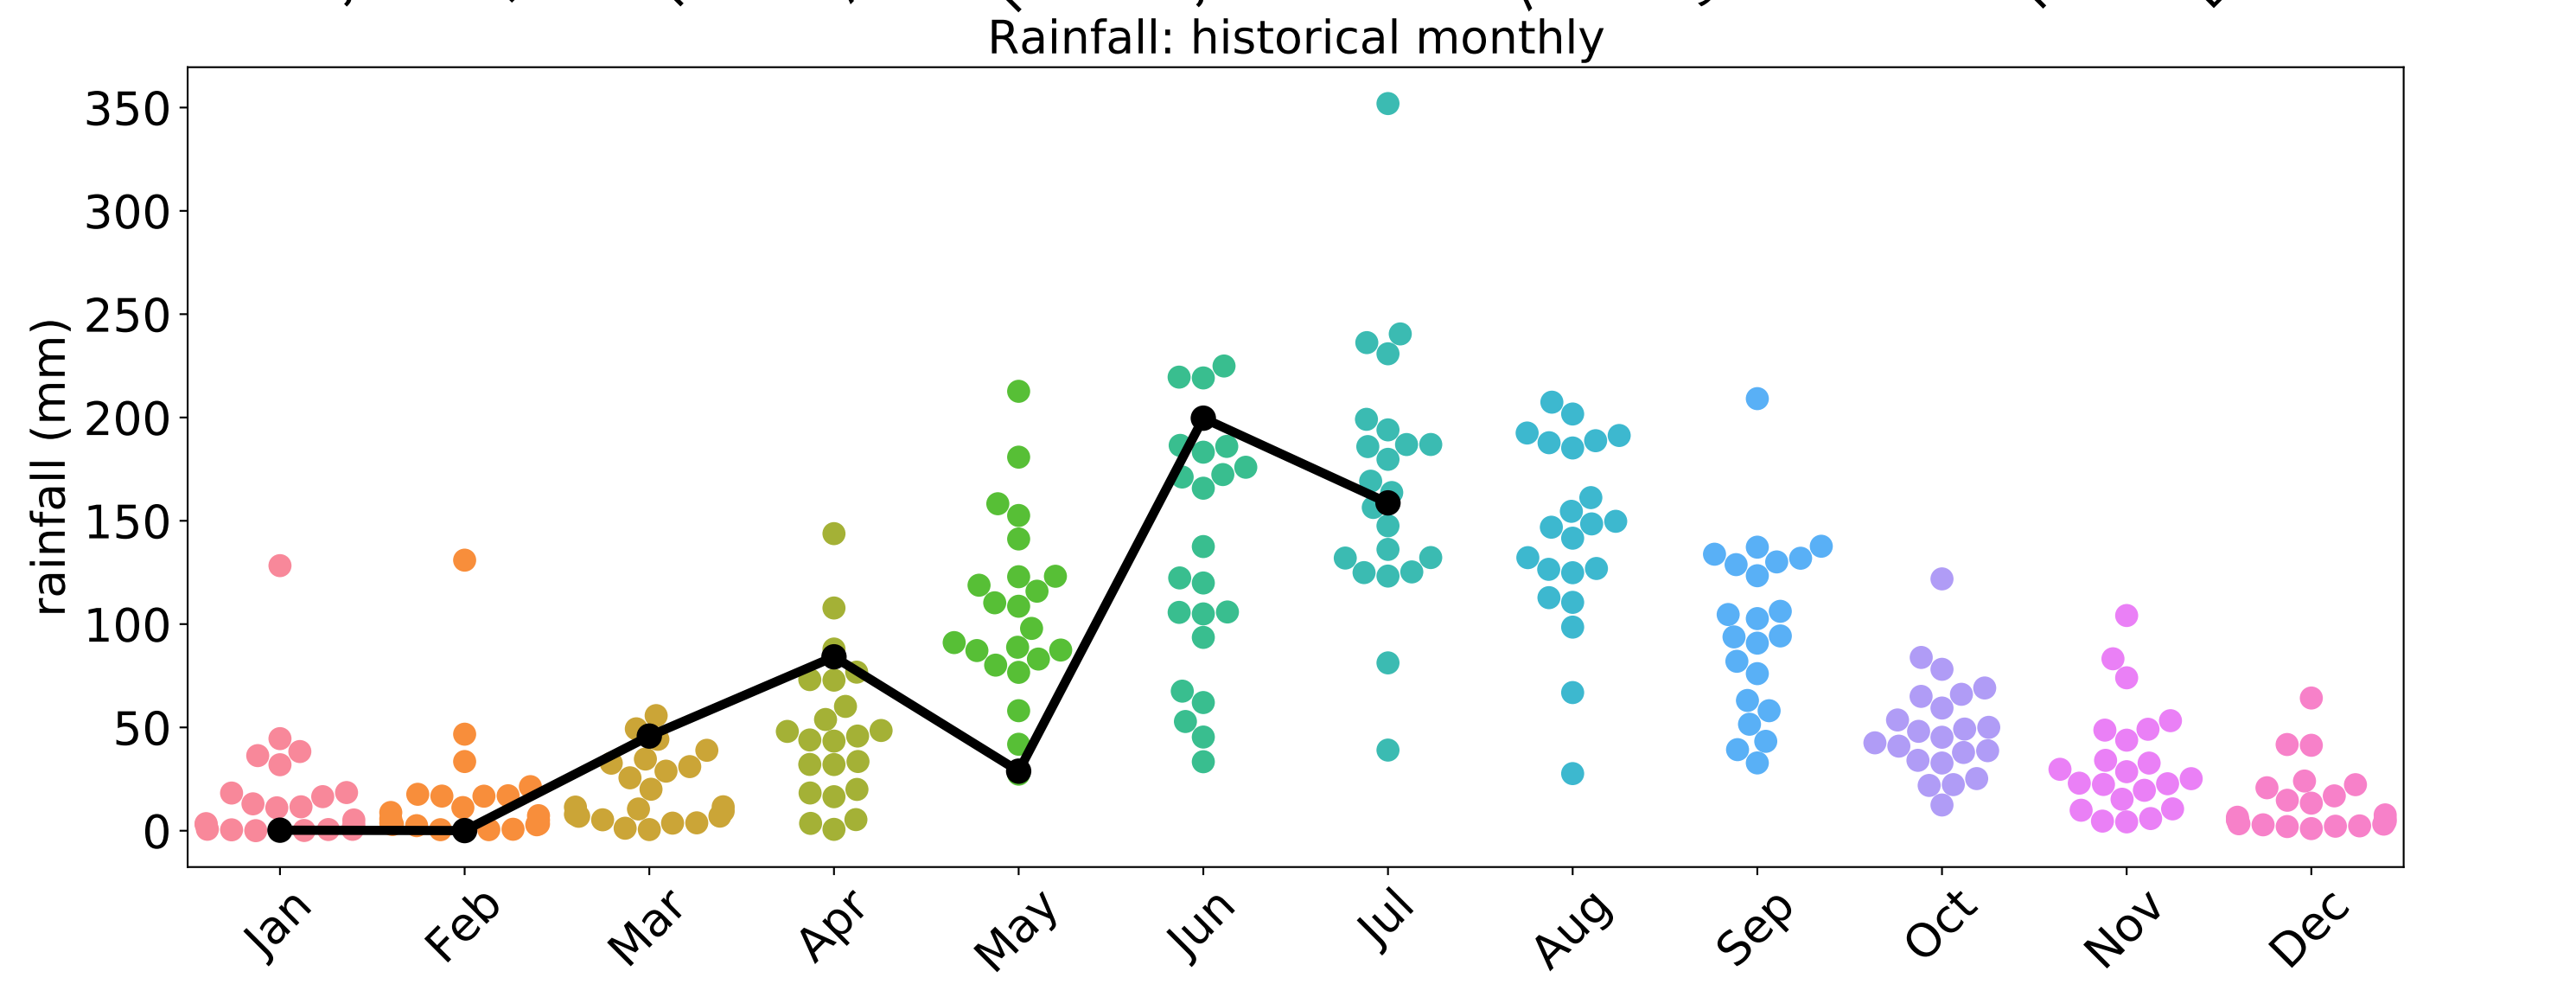 Rainfall: historical monthly
rainfall (mm)
350
300
250
200
150
100
50
0
Jan
Feb
Mar
Apr
May
Jun
Jul
Aug
Sep
Oct
Nov
Dec